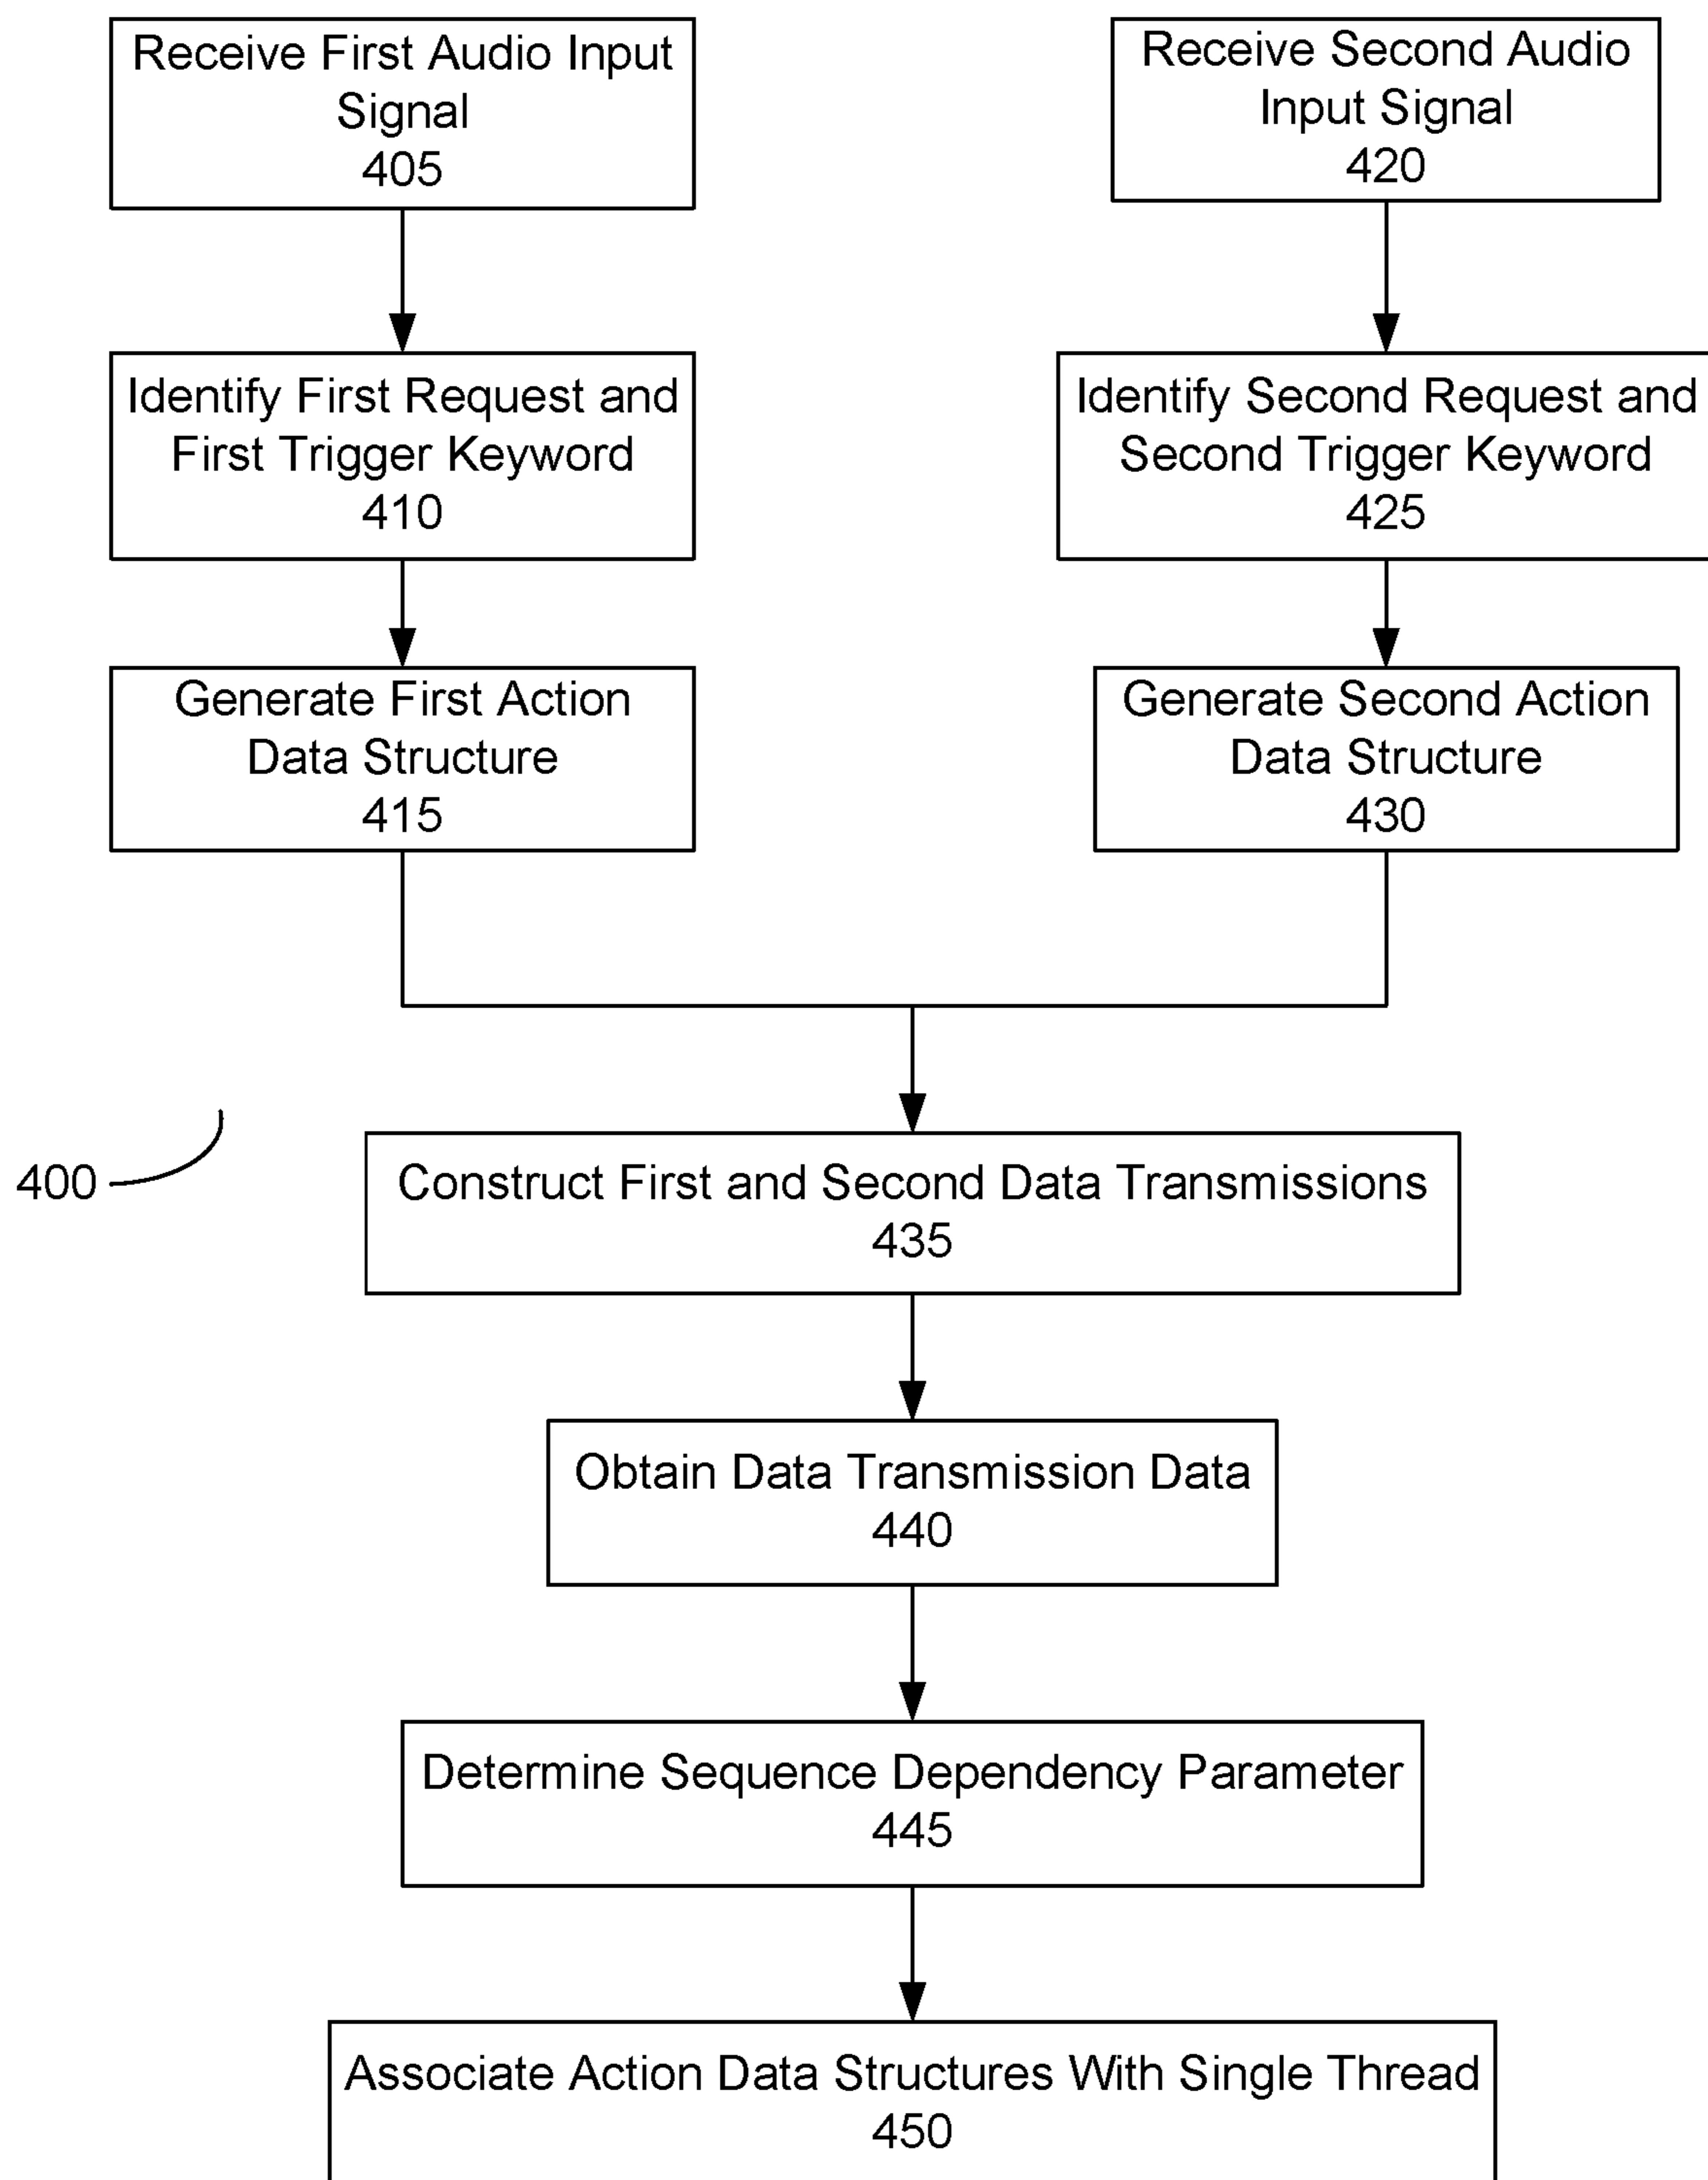 Receive First Audio Input
Signal
405
Receive Second Audio
Input Signal
420
Identify First Request and
First Trigger Keyword
410
Identify Second Request and
Second Trigger Keyword
425
Generate First Action
Data Structure
415
Generate Second Action
Data Structure
430
400
Construct First and Second Data Transmissions
435
Obtain Data Transmission Data
440
Determine Sequence Dependency Parameter
445
Associate Action Data Structures With Single Thread
450